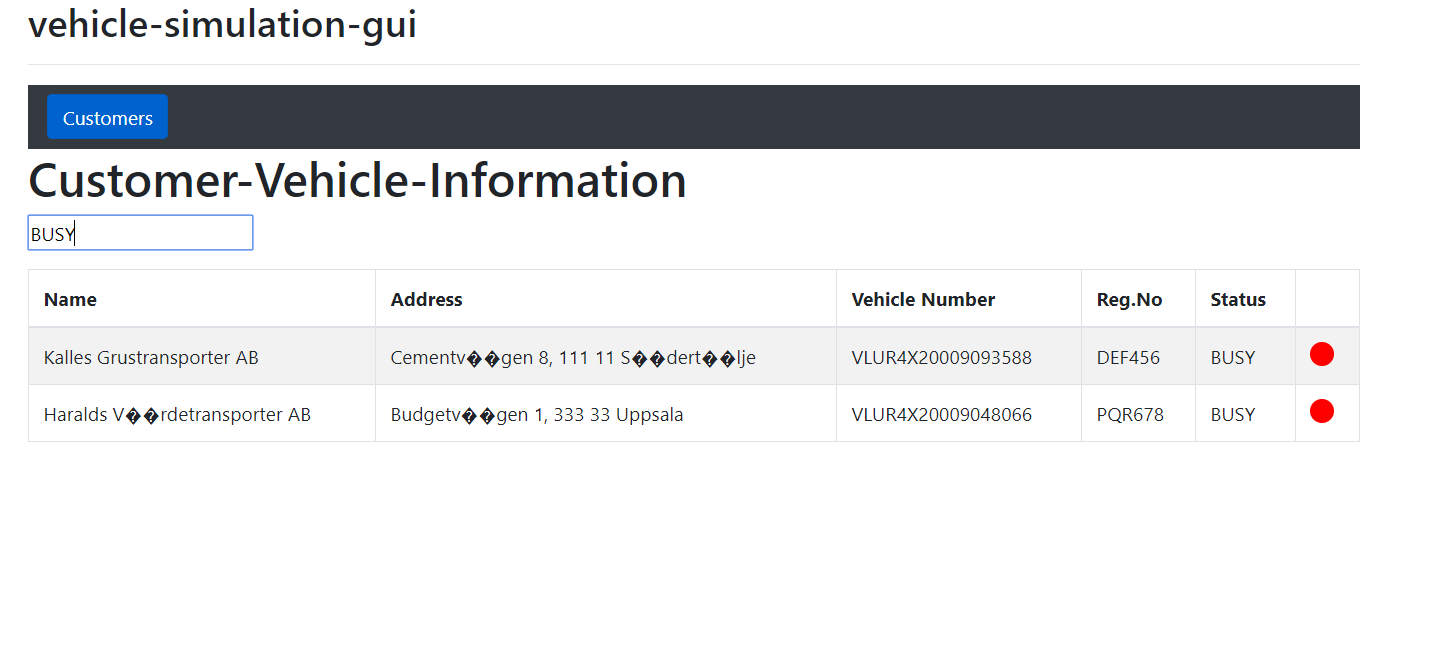 vehicle-simulation-gui
Customers
Customer-Vehicle-Information
BUSY
Name Address Vehicle Number Reg.No Status
Kalles Grustransporter AB Cementv��gen 8, 111 11 S��dert��lje VLUR4X20009093588 DEF456 BUSY
Haralds V��rdetransporter AB Budgetv��gen 1, 333 33 Uppsala VLUR4X20009048066 PQR678 BUSY